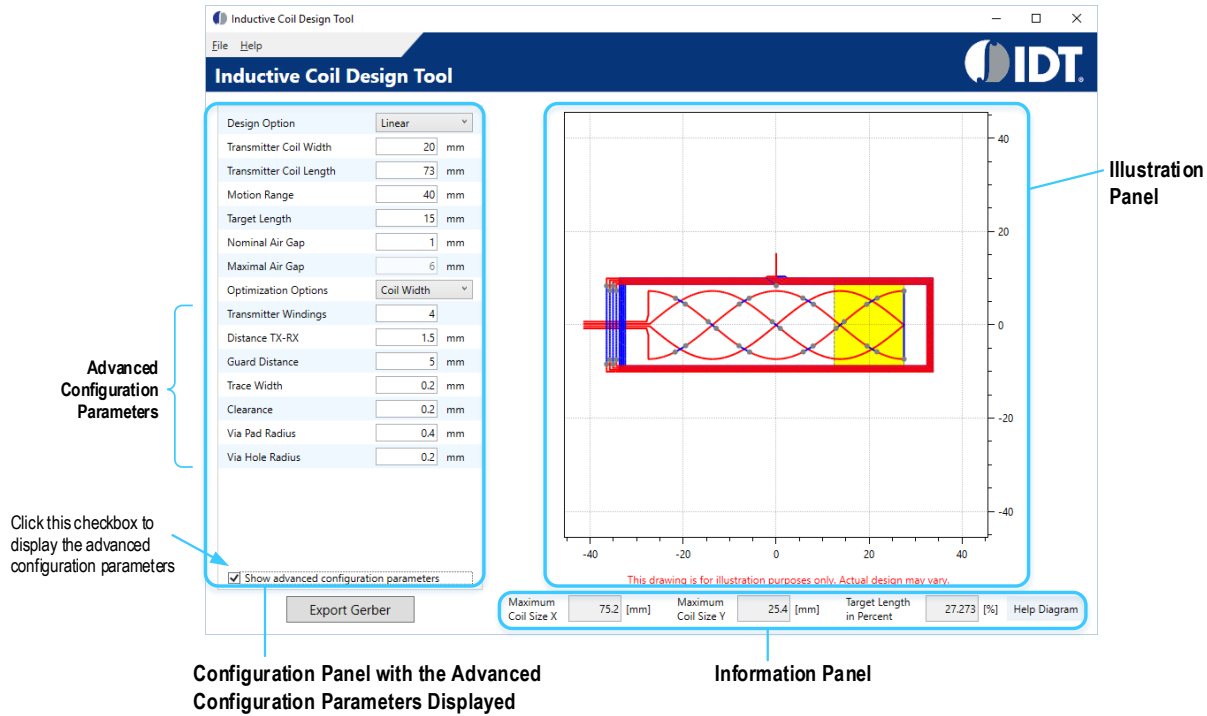 Inductive Coil Design Tool
File Help
Inductive Coil Design Tool
IDT®
Design Option Linear
Transmitter Coil Width 20 mm
Transmitter Coil Length 73 mm
Motion Range 40 mm
Target Length 15 mm
Nominal Air Gap 1 mm
Maximal Air Gap 6 mm
Optimization Options Coil Width
Transmitter Windings 4
Distance TX-RX 1.5 mm
Guard Distance 5 mm
Trace Width 0.2 mm
Clearance 0.2 mm
Via Pad Radius 0.4 mm
Via Hole Radius 0.2 mm
Show advanced configuration parameters
Export Gerber
Advanced
Configuration
Parameters
Click this checkbox to
display the advanced
configuration parameters
40
20
0
-20
-40
-40 -20 0 20 40
This drawing is for illustration purposes only. Actual design may vary.
Illustration
Panel
Maximum
Coil Size X 75.2 [mm]
Maximum
Coil Size Y 25.4 [mm]
Target Length
in Percent 27.273 [%]
Help Diagram
Configuration Panel with the Advanced
Configuration Parameters Displayed
Information Panel